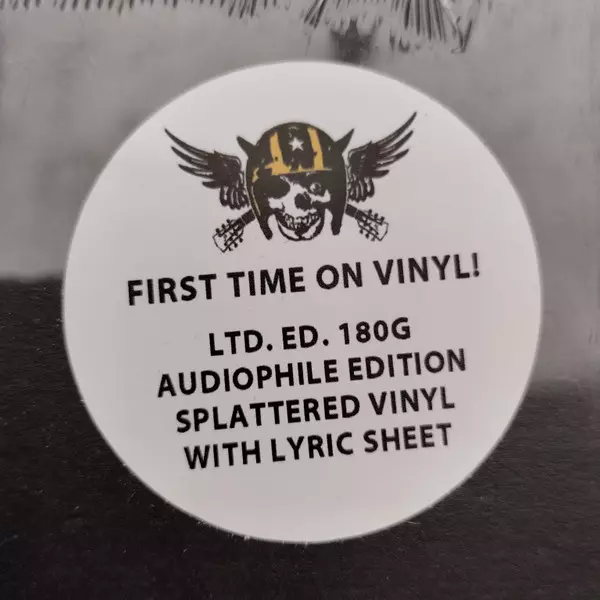 FIRST TIME ON VINYL!
LTD. ED. 180G
AUDIOPHILE EDITION
SPLATTERED VINYL
WITH LYRIC SHEET